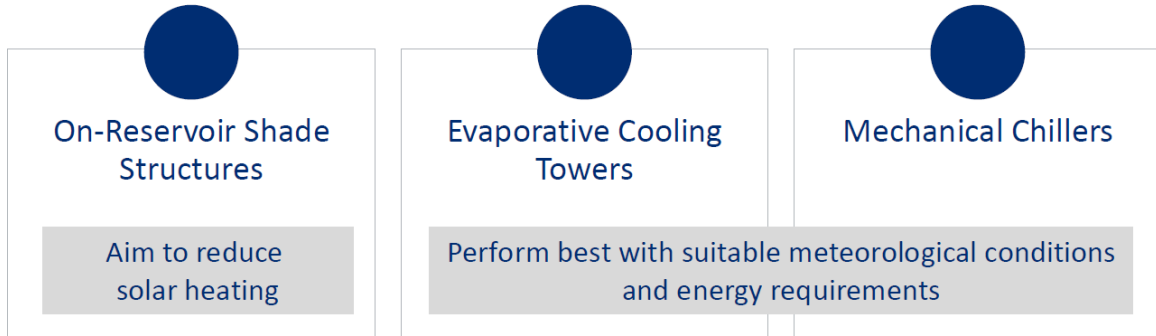 On-Reservoir Shade
Structures
Aim to reduce
solar heating
Evaporative Cooling
Towers
Mechanical Chillers
Perform best with suitable meteorological conditions
and energy requirements